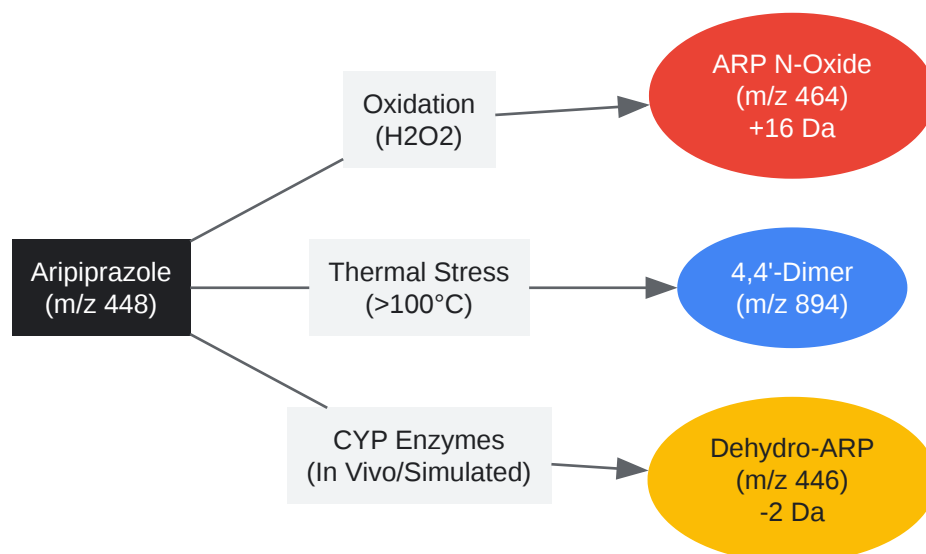 Aripiprazole
(m/z 448)
Oxidation
(H2O2)
ARP N-Oxide
(m/z 464)
+16 Da
Thermal Stress
(>100°C)
4,4'-Dimer
(m/z 894)
CYP Enzymes
(In Vivo/Simulated)
Dehydro-ARP
(m/z 446)
-2 Da